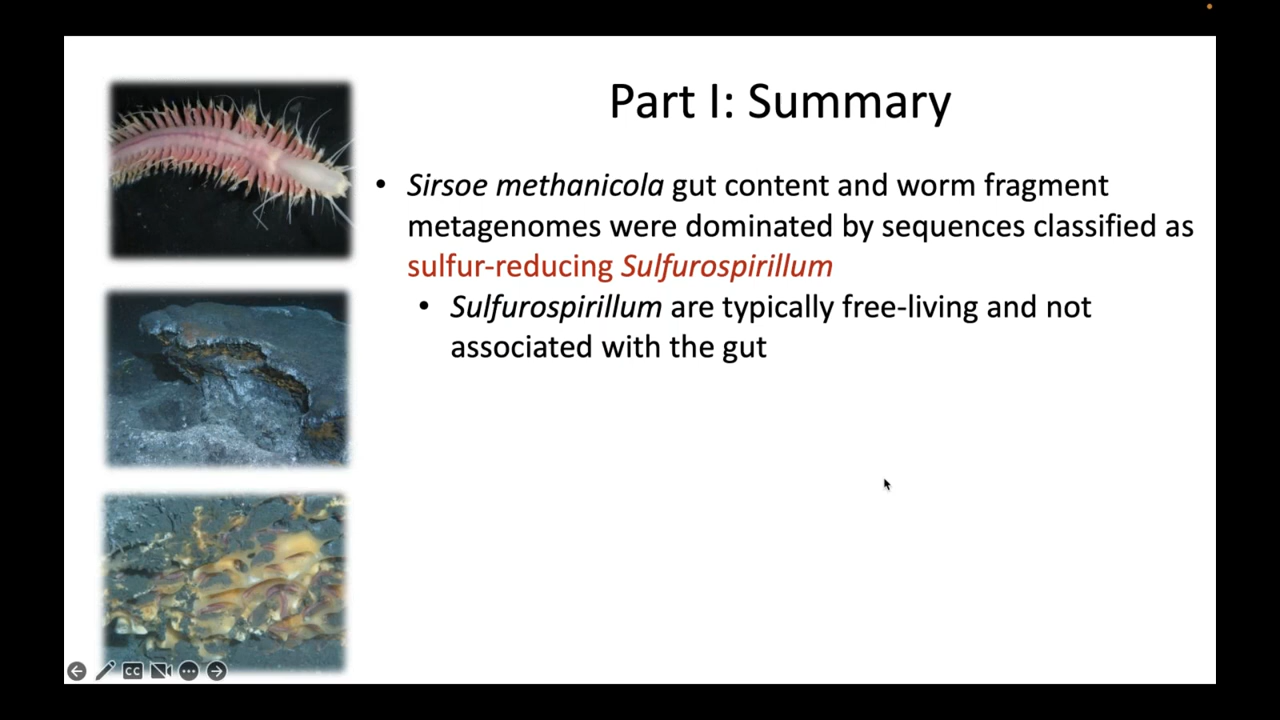 Part I: Summary
• Sirsoe methanicola gut content and worm fragment
metagenomes were dominated by sequences classified as
sulfur-reducing Sulfurospirillum
• Sulfurospirillum are typically free-living and not
associated with the gut
CC